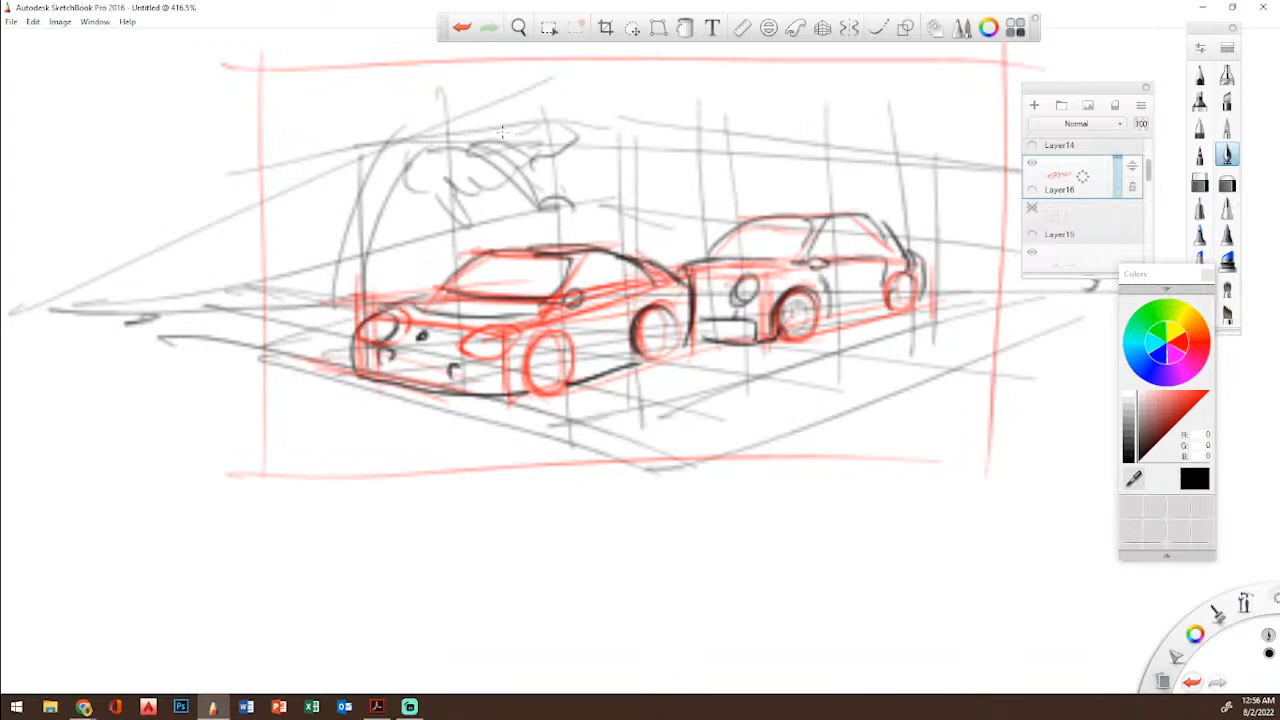 Autodesk SketchBook Pro 2016 - Untitled @ 416.5%
File Edit Image Window Help
T
Layer14
Normal 100
Layer16
Layer15
Colors
R: 0
G: 0
B: 0
12:56 AM
8/2/2022